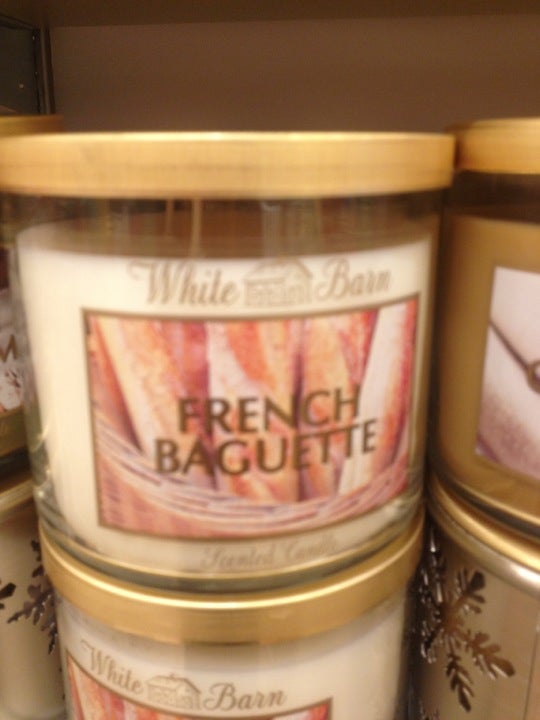 White Barn
FRENCH
BAGUETTE
Scented Candle
White Barn
M